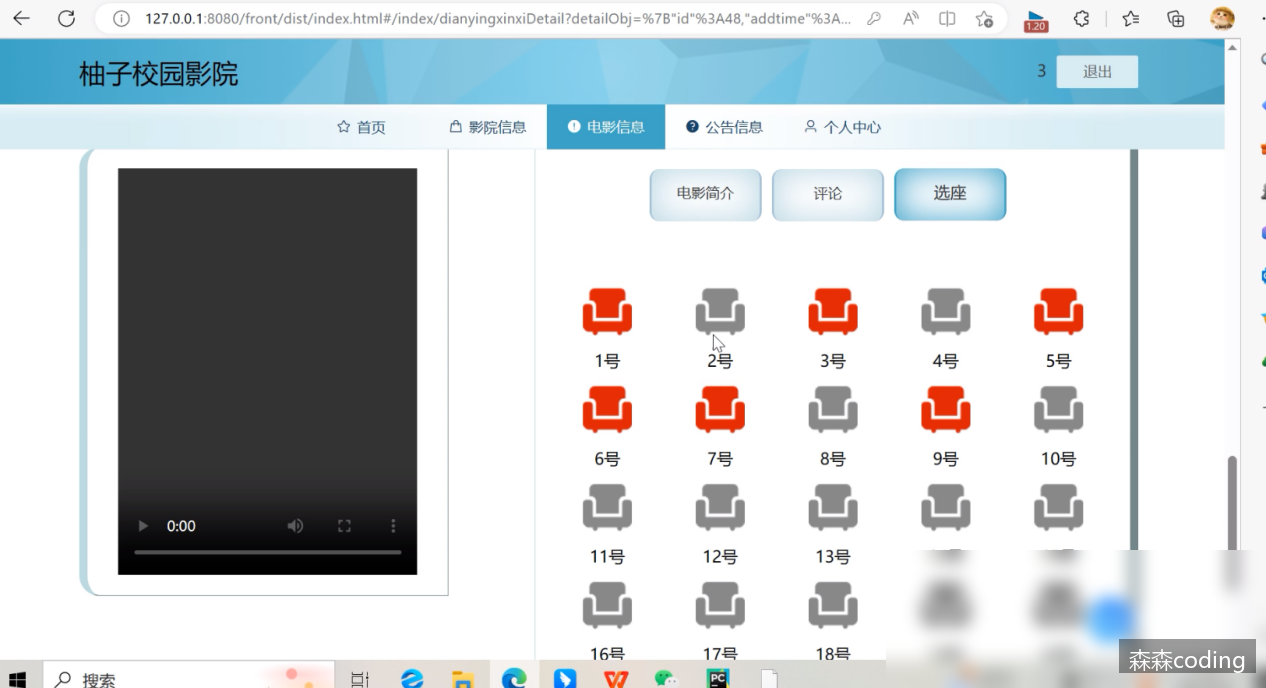 127.0.0.1:8080/front/dist/index.html#/index/dianyingxinxiDetail?detailObj=%7B"id"%3A48,"addtime"%3A...
1.20
柚子校园影院
3
退出
首页
影院信息
电影信息
公告信息
个人中心
电影简介
评论
选座
1号
2号
3号
4号
5号
6号
7号
8号
9号
10号
0:00
11号
12号
13号
16号
17号
18号
森森coding
搜索
PC